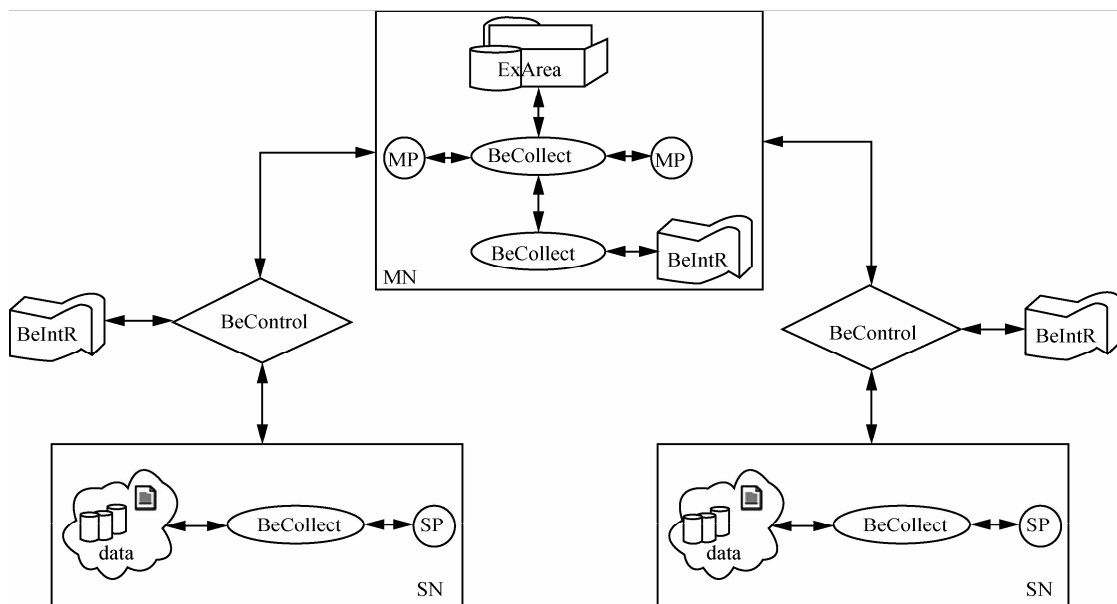 ExArea
MP
BeCollect
MP
BeCollect
BeIntR
MN
BeIntR
BeControl
BeControl
BeIntR
data
BeCollect
SP
SN
data
BeCollect
SP
SN